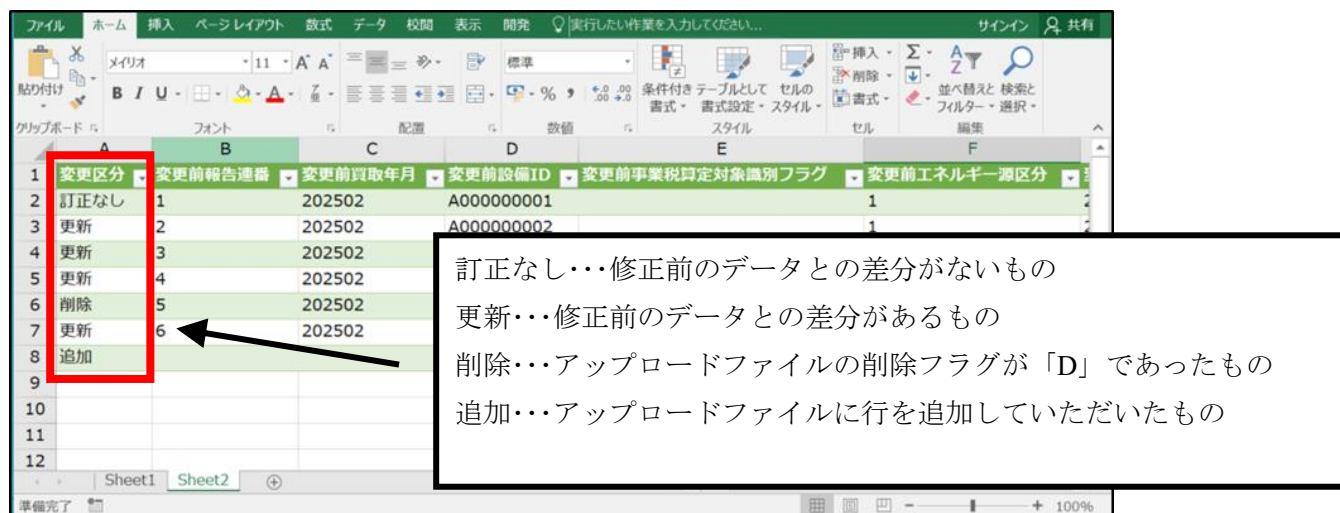 ファイル ホーム 挿入 ページ レイアウト 数式 データ 校閲 表示 開発 実行したい作業を入力してください... サインイン 共有
メイリオ 11 A A 標準 挿入
貼り付け B I U A % 条件付き 書式 テーブルとして 書式設定 セルの スタイル 削除 書式 並べ替えと フィルター 検索と 選択
クリップボード フォント 配置 数値 スタイル セル 編集
A B C D E F
1 変更区分 変更前報告連番 変更前買取年月 変更前設備ID 変更前事業税算定対象識別フラグ 変更前エネルギー源区分
2 訂正なし 1 202502 A000000001 1
3 更新 2 202502 A000000002 1
4 更新 3 202502
5 更新 4 202502
6 削除 5 202502
7 更新 6 202502
8 追加
9
10
11
12
訂正なし･･･修正前のデータとの差分がないもの
更新･･･修正前のデータとの差分があるもの
削除･･･アップロードファイルの削除フラグが「D」であったもの
追加･･･アップロードファイルに行を追加していただいたもの
Sheet1 Sheet2
準備完了 100%